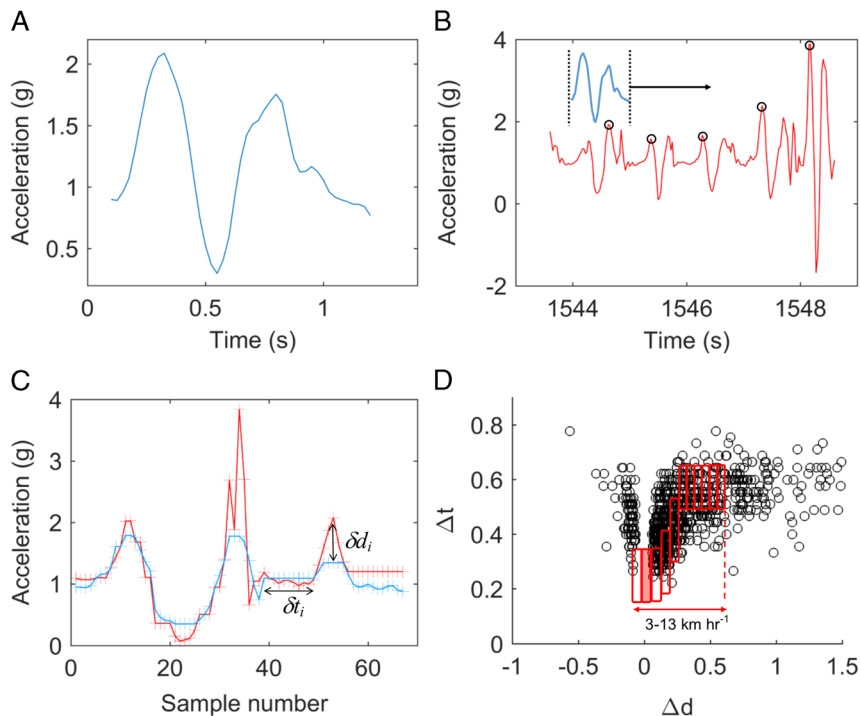 A
Acceleration (g)
2
1.5
1
0.5
0
0.5
1
Time (s)
B
Acceleration (g)
4
2
0
-2
1544
1546
1548
Time (s)
C
Acceleration (g)
4
3
2
1
0
δdᵢ
δtᵢ
0
20
40
60
Sample number
D
Δt
0.8
0.6
0.4
0.2
0
3-13 km hr⁻¹
-1
-0.5
0
0.5
1
1.5
Δd